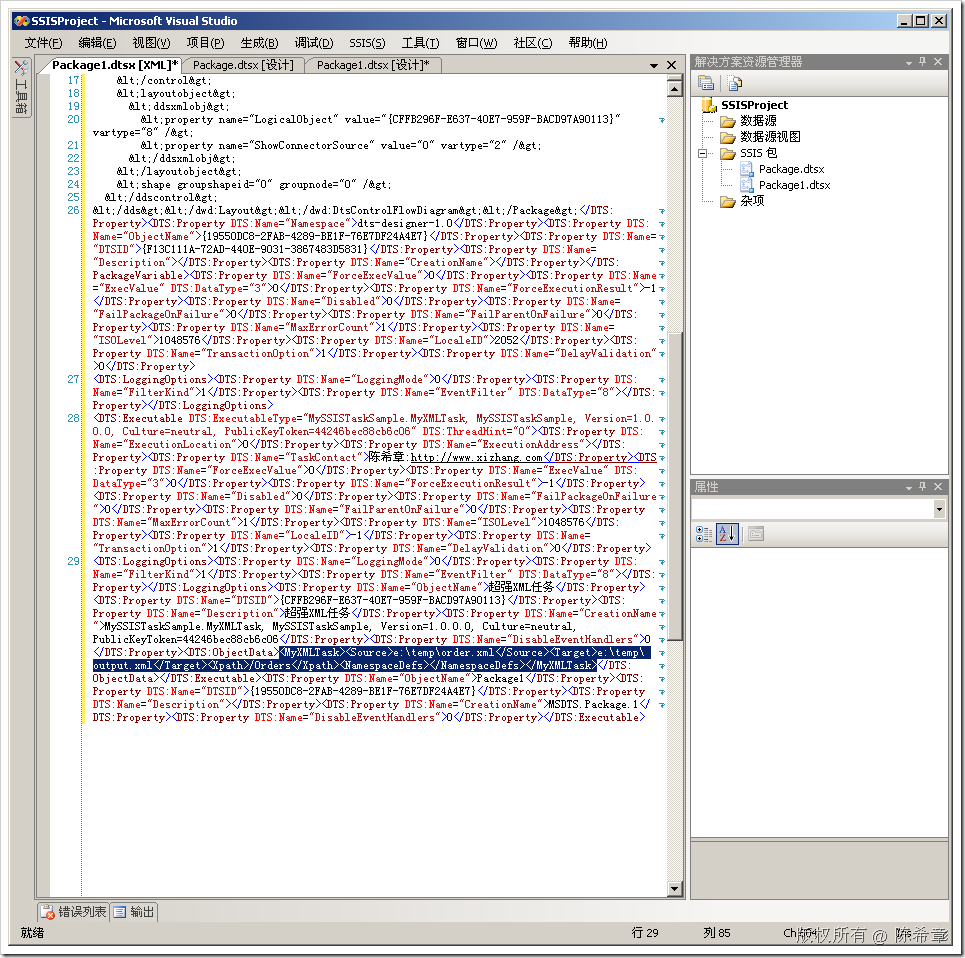 SSISProject - Microsoft Visual Studio
文件(F) 编辑(E) 视图(V) 项目(P) 生成(B) 调试(D) SSIS(S) 工具(T) 窗口(W) 社区(C) 帮助(H)
工具箱
Package1.dtsx [XML]* Package.dtsx [设计] Package1.dtsx [设计]*
17 &lt;/control&gt;
18 &lt;layoutobject&gt;
19 &lt;ddsxmlobj&gt;
20 &lt;property name="LogicalObject" value="{CFFB296F-E637-40E7-959F-BACD97A90113}"
vartype="8" /&gt;
21 &lt;property name="ShowConnectorSource" value="0" vartype="2" /&gt;
22 &lt;/ddsxmlobj&gt;
23 &lt;/layoutobject&gt;
24 &lt;shape groupshapeid="0" groupnode="0" /&gt;
25 &lt;/ddscontrol&gt;
26 &lt;/dds&gt;&lt;/dwd:Layout&gt;&lt;/dwd:DtsControlFlowDiagram&gt;&lt;/Package&gt;</DTS:
Property><DTS:Property DTS:Name="Namespace">dts-designer-1.0</DTS:Property><DTS:Property DTS:
Name="ObjectName">{19550DC8-2FAB-4289-BE1F-76E7DF24A4E7}</DTS:Property><DTS:Property DTS:Name=
"DTSID">{F13C111A-72AD-440E-9031-3867483D5831}</DTS:Property><DTS:Property DTS:Name=
"Description"></DTS:Property><DTS:Property DTS:Name="CreationName"></DTS:Property></DTS:
PackageVariable><DTS:Property DTS:Name="ForceExecValue">0</DTS:Property><DTS:Property DTS:Name
="ExecValue" DTS:DataType="3">0</DTS:Property><DTS:Property DTS:Name="ForceExecutionResult">-1
</DTS:Property><DTS:Property DTS:Name="Disabled">0</DTS:Property><DTS:Property DTS:Name=
"FailPackageOnFailure">0</DTS:Property><DTS:Property DTS:Name="FailParentOnFailure">0</DTS:
Property><DTS:Property DTS:Name="MaxErrorCount">1</DTS:Property><DTS:Property DTS:Name=
"ISOLevel">1048576</DTS:Property><DTS:Property DTS:Name="LocaleID">2052</DTS:Property><DTS:
Property DTS:Name="TransactionOption">1</DTS:Property><DTS:Property DTS:Name="DelayValidation"
>0</DTS:Property>
27 <DTS:LoggingOptions><DTS:Property DTS:Name="LoggingMode">0</DTS:Property><DTS:Property DTS:
Name="FilterKind">1</DTS:Property><DTS:Property DTS:Name="EventFilter" DTS:DataType="8"></DTS:
Property></DTS:LoggingOptions>
28 <DTS:Executable DTS:ExecutableType="MySSISTaskSample.MyXMLTask, MySSISTaskSample, Version=1.0.
0.0, Culture=neutral, PublicKeyToken=44246bec88cb6c06" DTS:ThreadHint="0"><DTS:Property DTS:
Name="ExecutionLocation">0</DTS:Property><DTS:Property DTS:Name="ExecutionAddress"></DTS:
Property><DTS:Property DTS:Name="TaskContact">陈希章:http://www.xizhang.com</DTS:Property><DTS
:Property DTS:Name="ForceExecValue">0</DTS:Property><DTS:Property DTS:Name="ExecValue" DTS:
DataType="3">0</DTS:Property><DTS:Property DTS:Name="ForceExecutionResult">-1</DTS:Property>
<DTS:Property DTS:Name="Disabled">0</DTS:Property><DTS:Property DTS:Name="FailPackageOnFailure
">0</DTS:Property><DTS:Property DTS:Name="FailParentOnFailure">0</DTS:Property><DTS:Property
DTS:Name="MaxErrorCount">1</DTS:Property><DTS:Property DTS:Name="ISOLevel">1048576</DTS:
Property><DTS:Property DTS:Name="LocaleID">-1</DTS:Property><DTS:Property DTS:Name=
"TransactionOption">1</DTS:Property><DTS:Property DTS:Name="DelayValidation">0</DTS:Property>
29 <DTS:LoggingOptions><DTS:Property DTS:Name="LoggingMode">0</DTS:Property><DTS:Property DTS:
Name="FilterKind">1</DTS:Property><DTS:Property DTS:Name="EventFilter" DTS:DataType="8"></DTS:
Property></DTS:LoggingOptions><DTS:Property DTS:Name="ObjectName">超强XML任务</DTS:Property>
<DTS:Property DTS:Name="DTSID">{CFFB296F-E637-40E7-959F-BACD97A90113}</DTS:Property><DTS:
Property DTS:Name="Description">超强XML任务</DTS:Property><DTS:Property DTS:Name="CreationName
">MySSISTaskSample.MyXMLTask, MySSISTaskSample, Version=1.0.0.0, Culture=neutral,
PublicKeyToken=44246bec88cb6c06</DTS:Property><DTS:Property DTS:Name="DisableEventHandlers">0
</DTS:Property><DTS:ObjectData><MyXMLTask><Source>e:\temp\order.xml</Source><Target>e:\temp\
output.xml</Target><Xpath>/Orders</Xpath><NamespaceDefs></NamespaceDefs></MyXMLTask></DTS:
ObjectData></DTS:Executable><DTS:Property DTS:Name="ObjectName">Package1</DTS:Property><DTS:
Property DTS:Name="DTSID">{19550DC8-2FAB-4289-BE1F-76E7DF24A4E7}</DTS:Property><DTS:Property
DTS:Name="Description"></DTS:Property><DTS:Property DTS:Name="CreationName">MSDTS.Package.1</
DTS:Property><DTS:Property DTS:Name="DisableEventHandlers">0</DTS:Property></DTS:Executable>
解决方案资源管理器
SSISProject
数据源
数据源视图
SSIS 包
Package.dtsx
Package1.dtsx
杂项
属性
错误列表 输出
就绪 行 29 列 85
版权所有 @ 陈希章